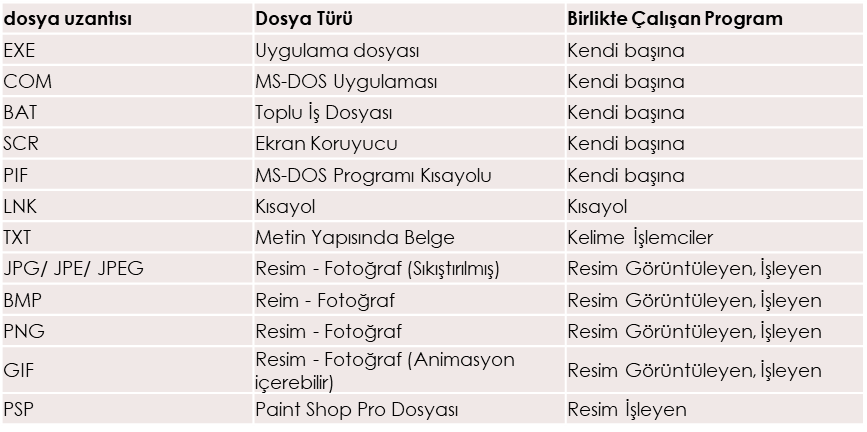 dosya uzantısı Dosya Türü Birlikte Çalışan Program
EXE Uygulama dosyası Kendi başına
COM MS-DOS Uygulaması Kendi başına
BAT Toplu İş Dosyası Kendi başına
SCR Ekran Koruyucu Kendi başına
PIF MS-DOS Programı Kısayolu Kendi başına
LNK Kısayol Kısayol
TXT Metin Yapısında Belge Kelime İşlemciler
JPG/ JPE/ JPEG Resim - Fotoğraf (Sıkıştırılmış) Resim Görüntüleyen, İşleyen
BMP Reim - Fotoğraf Resim Görüntüleyen, İşleyen
PNG Resim - Fotoğraf Resim Görüntüleyen, İşleyen
GIF Resim - Fotoğraf (Animasyon
içerebilir) Resim Görüntüleyen, İşleyen
PSP Paint Shop Pro Dosyası Resim İşleyen